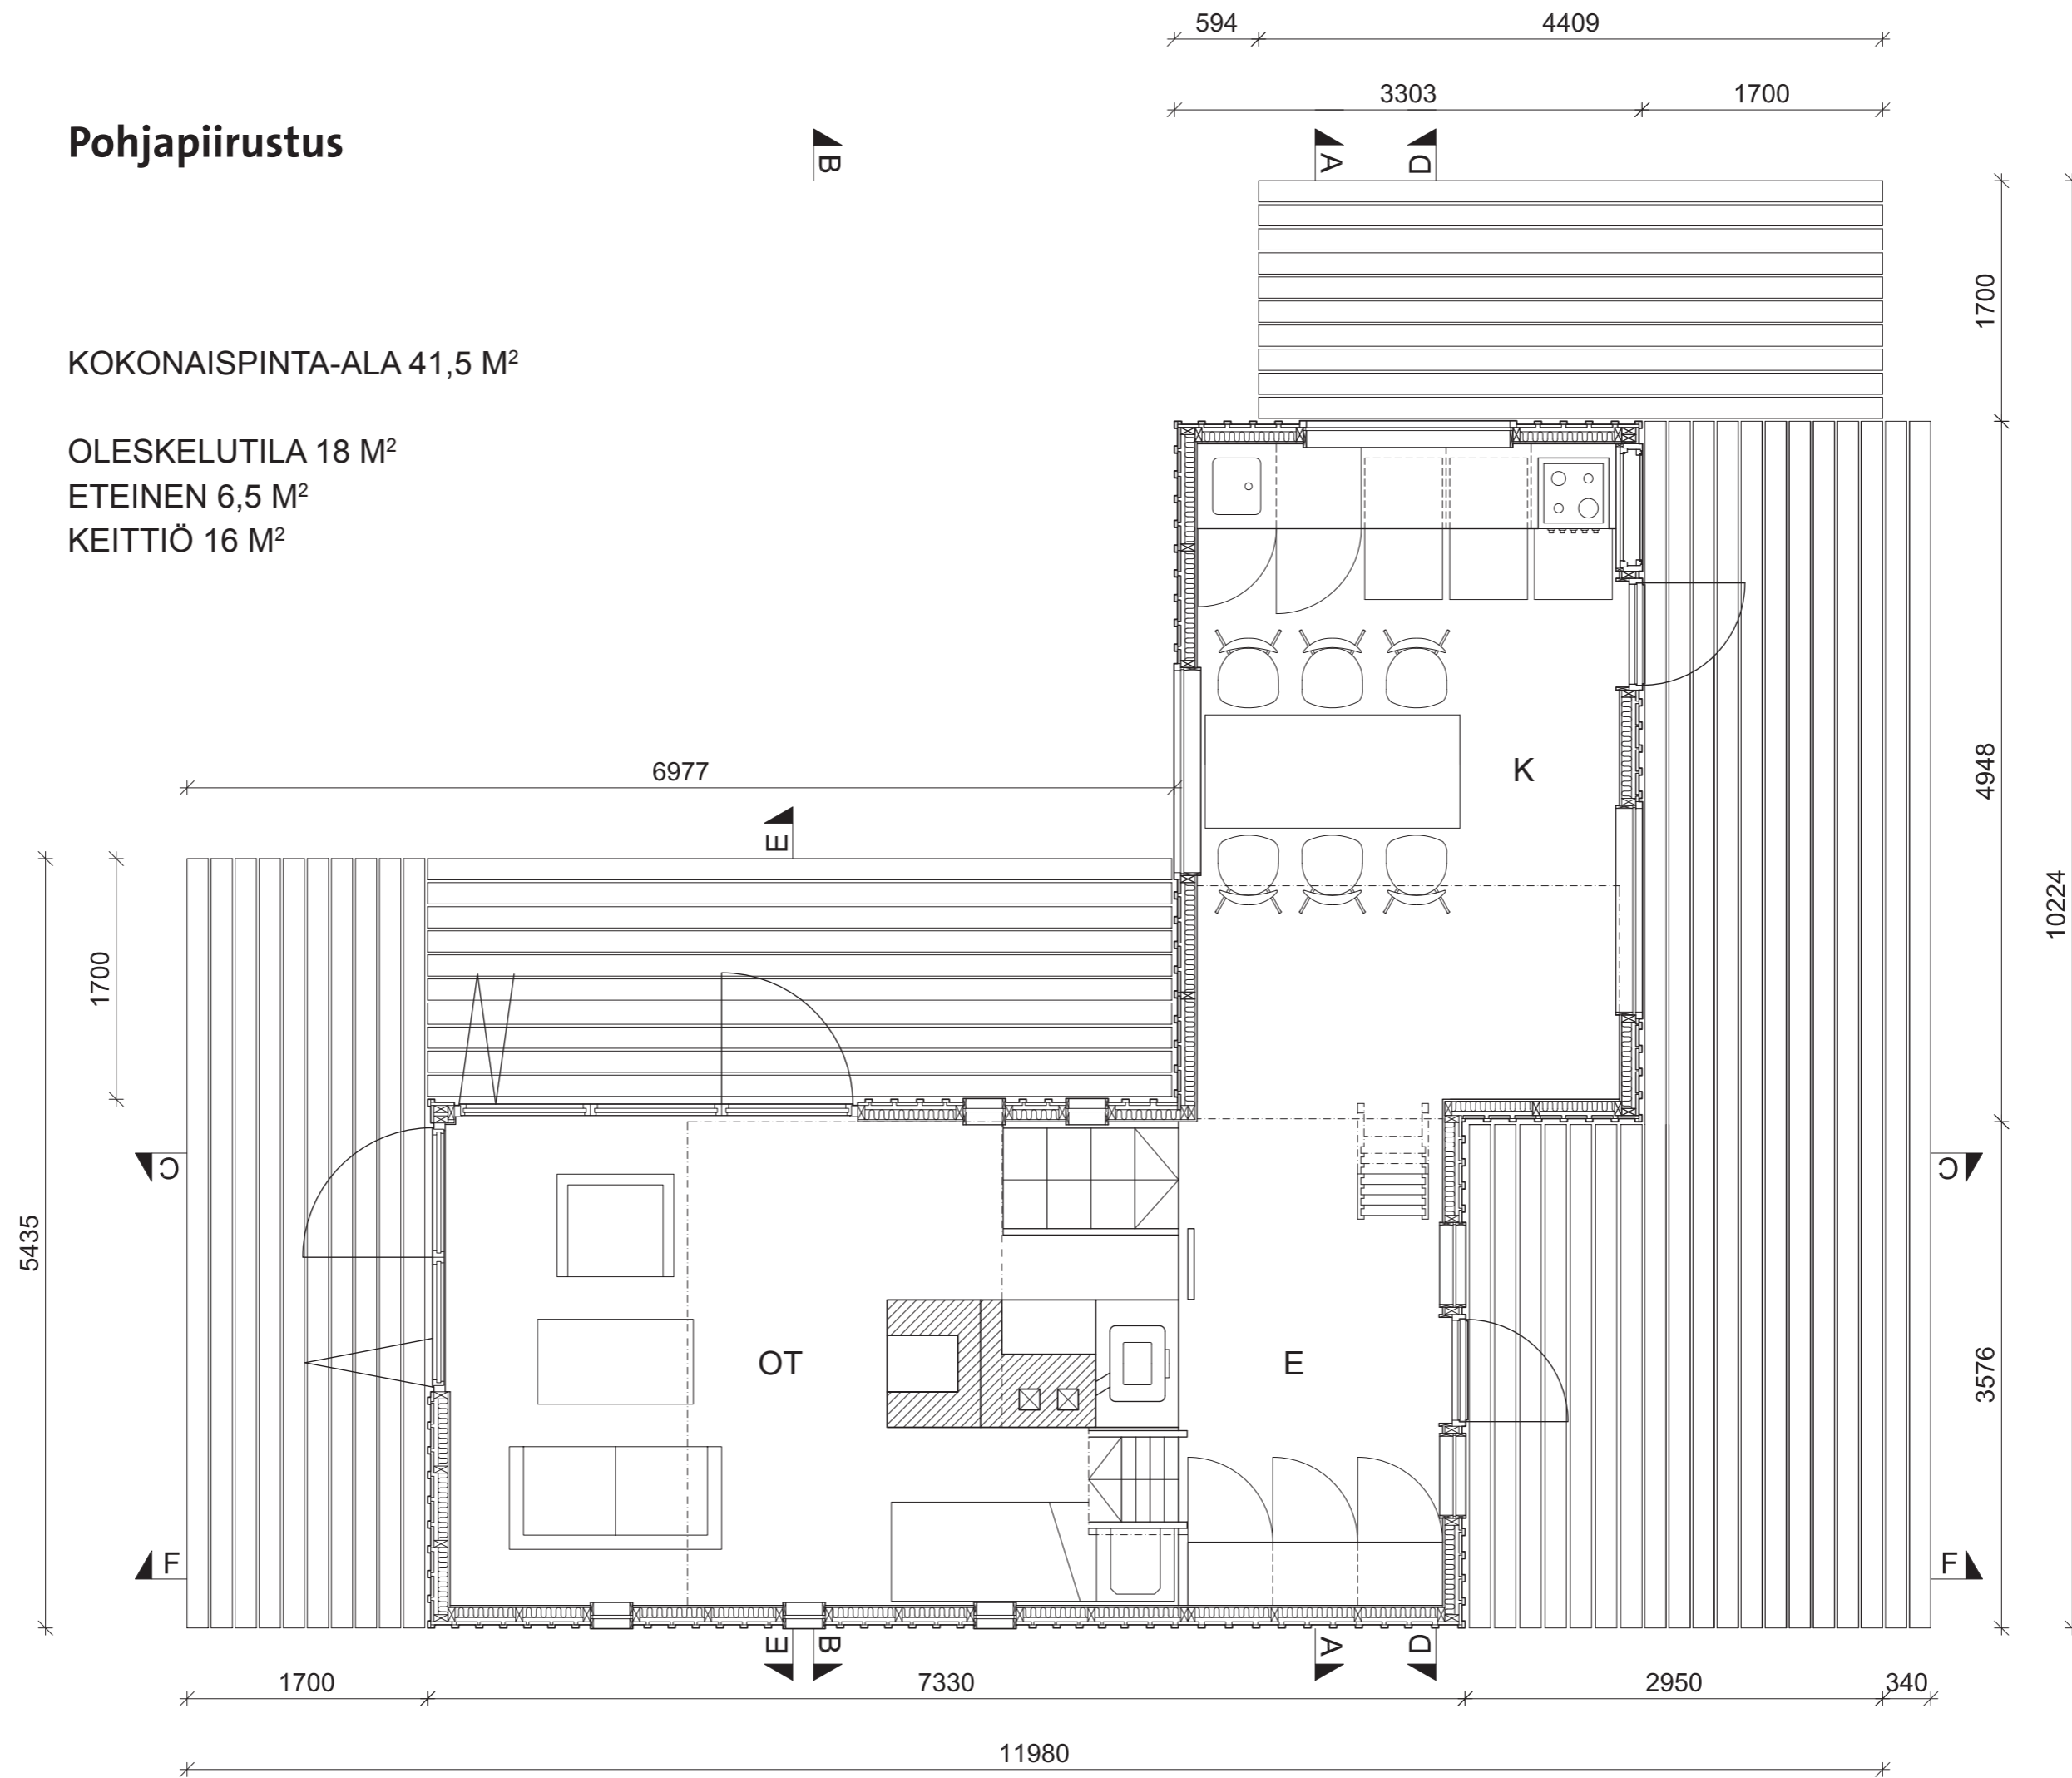 594 4409
3303 1700
Pohjapiirustus
B A D
KOKONAISPINTA-ALA 41,5 M²
1700
OLESKELUTILA 18 M²
ETEINEN 6,5 M²
KEITTIÖ 16 M²
6977 K 4948
E
10224
1700
C C
5435
OT E 3576
F F
E B A D
1700 7330 2950 340
11980